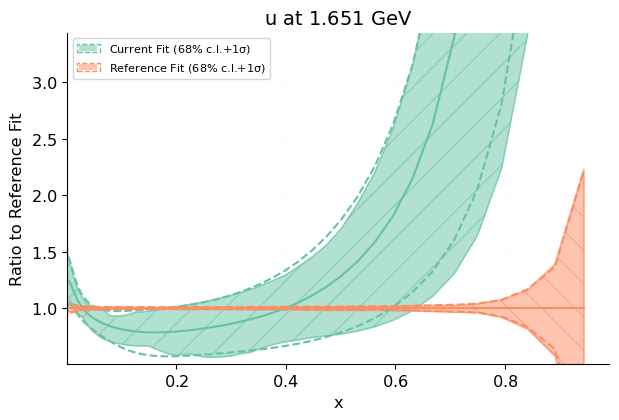 u at 1.651 GeV
Current Fit (68% c.l.+1σ)
Reference Fit (68% c.l.+1σ)
Ratio to Reference Fit
3.0
2.5
2.0
1.5
1.0
0.2
0.4
0.6
0.8
x